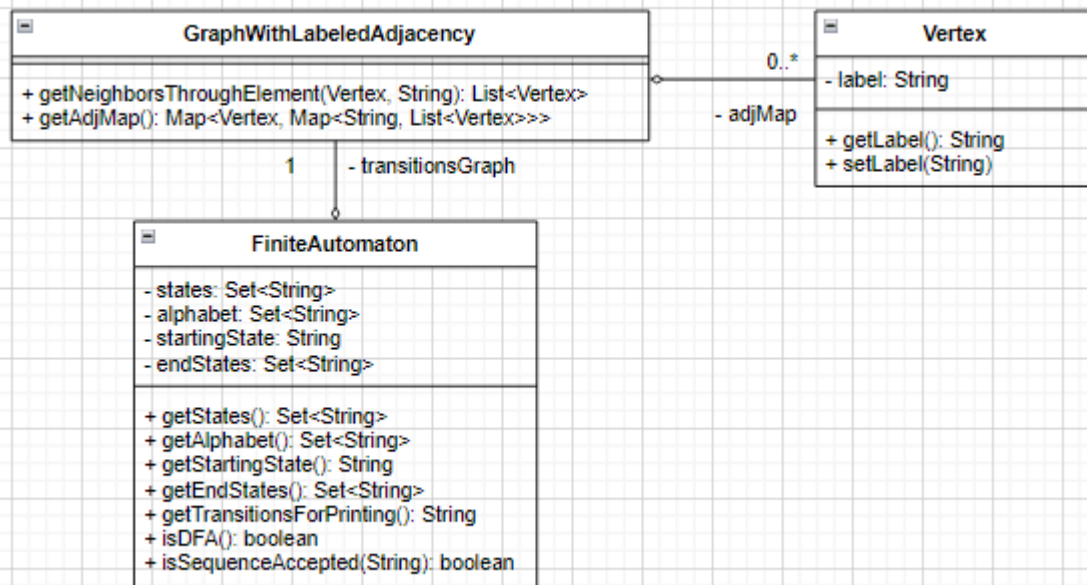 GraphWithLabeledAdjacency
+ getNeighborsThroughElement(Vertex, String): List<Vertex>
+ getAdjMap(): Map<Vertex, Map<String, List<Vertex>>>
0..*
- adjMap
Vertex
- label: String
+ getLabel(): String
+ setLabel(String)
1
- transitionsGraph
FiniteAutomaton
- states: Set<String>
- alphabet: Set<String>
- startingState: String
- endStates: Set<String>
+ getStates(): Set<String>
+ getAlphabet(): Set<String>
+ getStartingState(): String
+ getEndStates(): Set<String>
+ getTransitionsForPrinting(): String
+ isDFA(): boolean
+ isSequenceAccepted(String): boolean